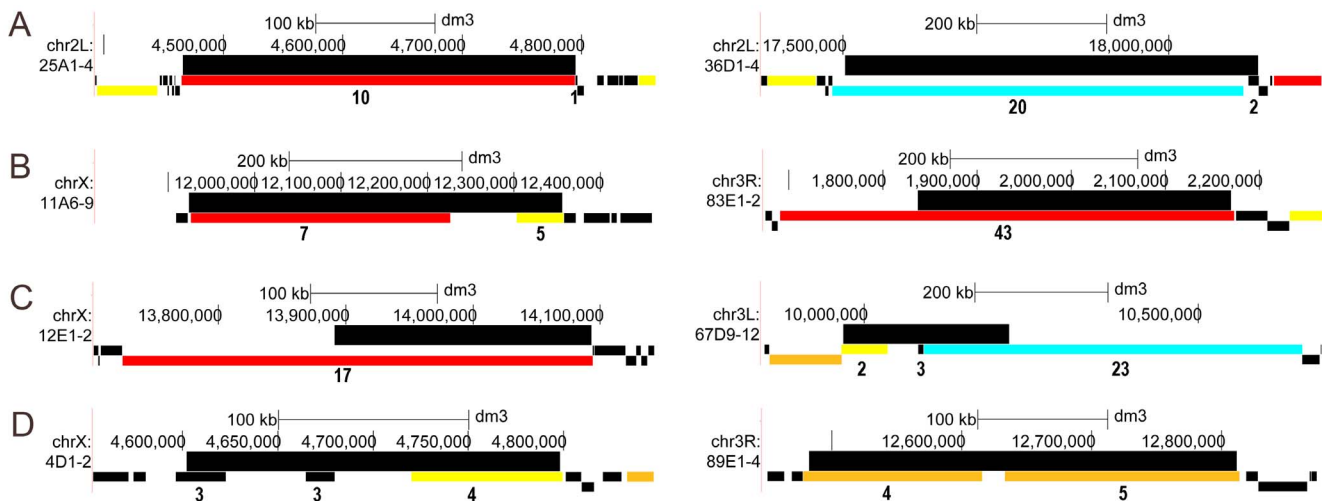 A
100 kb dm3
chr2L: 4,500,000 4,600,000 4,700,000 4,800,000
25A1-4
10 1
200 kb dm3
chr2L: 17,500,000 18,000,000
36D1-4
20 2
B
200 kb dm3
chrX: 12,000,000 12,100,000 12,200,000 12,300,000 12,400,000
11A6-9
7 5
200 kb dm3
chr3R: 1,800,000 1,900,000 2,000,000 2,100,000 2,200,000
83E1-2
43
C
100 kb dm3
chrX: 13,800,000 13,900,000 14,000,000 14,100,000
12E1-2
17
200 kb dm3
chr3L: 10,000,000 10,500,000
67D9-12
2 3 23
D
100 kb dm3
chrX: 4,600,000 4,650,000 4,700,000 4,750,000 4,800,000
4D1-2
3 3 4
100 kb dm3
chr3R: 12,600,000 12,700,000 12,800,000
89E1-4
4 5